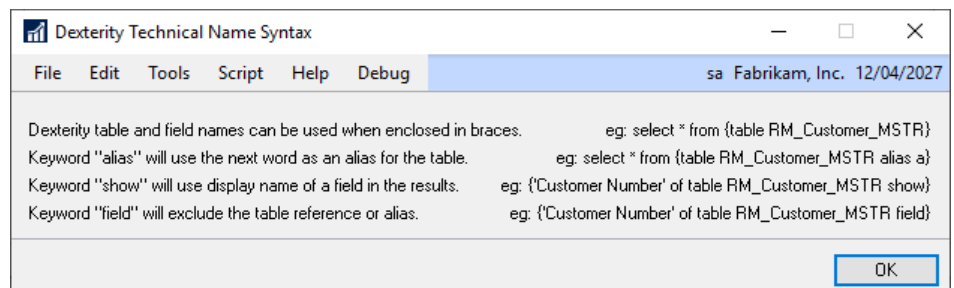 Dexterity Technical Name Syntax
File Edit Tools Script Help Debug sa Fabrikam, Inc. 12/04/2027
Dexterity table and field names can be used when enclosed in braces. eg: select * from {table RM_Customer_MSTR}
Keyword "alias" will use the next word as an alias for the table. eg: select * from {table RM_Customer_MSTR alias a}
Keyword "show" will use display name of a field in the results. eg: {'Customer Number' of table RM_Customer_MSTR show}
Keyword "field" will exclude the table reference or alias. eg: {'Customer Number' of table RM_Customer_MSTR field}
OK